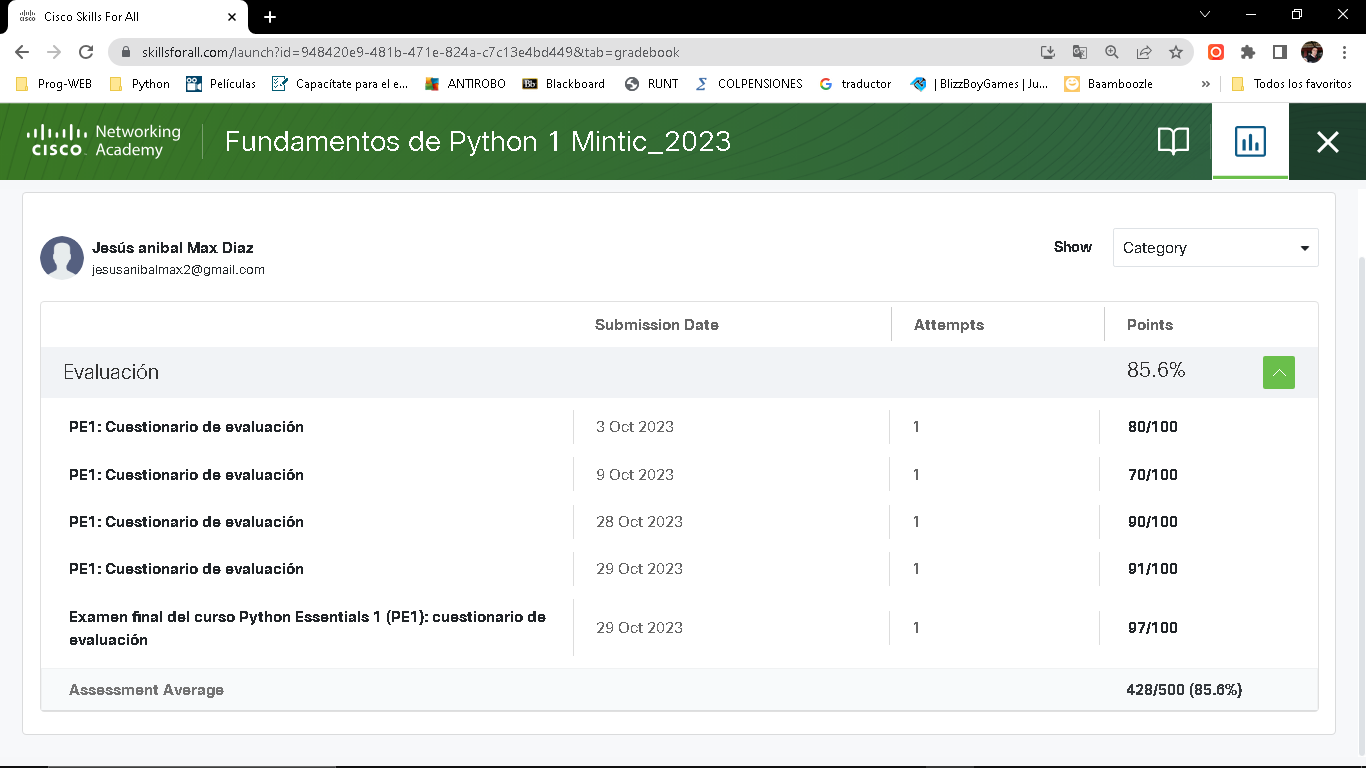 Cisco Skills For All
skillsforall.com/launch?id=948420e9-481b-471e-824a-c7c13e4bd449&tab=gradebook
Prog-WEB Python Películas Capacítate para el e... ANTIROBO Bb Blackboard RUNT COLPENSIONES traductor | BlizzBoyGames | Ju... Baamboozle » Todos los favoritos
CISCO Networking Academy Fundamentos de Python 1 Mintic_2023
Jesús anibal Max Diaz
jesusanibalmax2@gmail.com
Show Category
Submission Date Attempts Points
Evaluación 85.6%
PE1: Cuestionario de evaluación 3 Oct 2023 1 80/100
PE1: Cuestionario de evaluación 9 Oct 2023 1 70/100
PE1: Cuestionario de evaluación 28 Oct 2023 1 90/100
PE1: Cuestionario de evaluación 29 Oct 2023 1 91/100
Examen final del curso Python Essentials 1 (PE1): cuestionario de
evaluación 29 Oct 2023 1 97/100
Assessment Average 428/500 (85.6%)